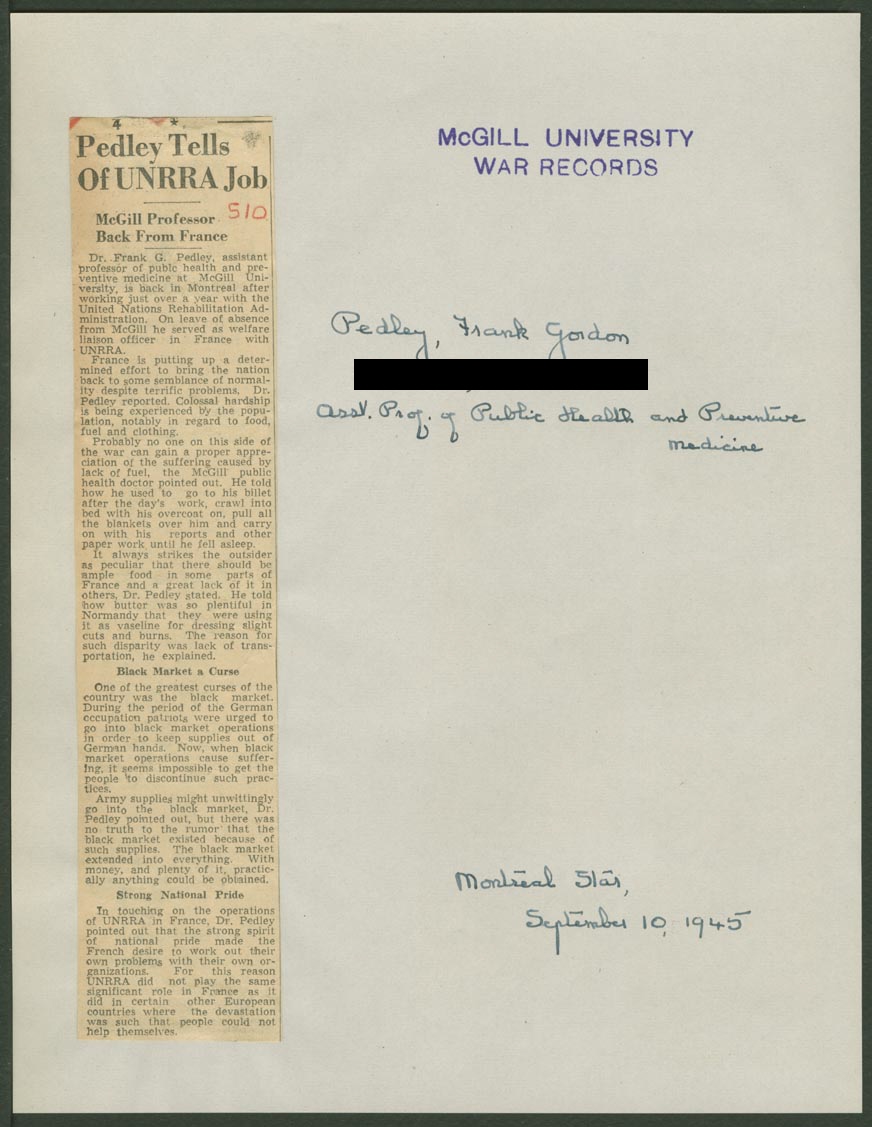 4 *
Pedley Tells
Of UNRRA Job
510
McGill Professor
Back From France
Dr. Frank G. Pedley, assistant
professor of publc health and pre-
ventive medicine at McGill Uni-
versity, is back in Montreal after
working just over a year with the
United Nations Rehabilitation Ad-
ministration. On leave of absence
from McGill he served as welfare
liaison officer in France with
UNRRA.
France is putting up a deter-
mined effort to bring the nation
back to some semblance of normal-
ity despite terrific problems, Dr.
Pedley reported. Colossal hardship
is being experienced by the popu-
lation, notably in regard to food,
fuel and clothing.
Probably no one on this side of
the war can gain a proper appre-
ciation of the suffering caused by
lack of fuel, the McGill public
health doctor pointed out. He told
how he used to go to his billet
after the day's work, crawl into
bed with his overcoat on, pull all
the blankets over him and carry
on with his reports and other
paper work until he fell asleep.
It always strikes the outsider
as peculiar that there should be
ample food in some parts of
France and a great lack of it in
others, Dr. Pedley stated. He told
how butter was so plentiful in
Normandy that they were using
it as vaseline for dressing slight
cuts and burns. The reason for
such disparity was lack of trans-
portation, he explained.
Black Market a Curse
One of the greatest curses of the
country was the black market.
During the period of the German
occupation patriots were urged to
go into black market operations
in order to keep supplies out of
German hands. Now, when black
market operations cause suffer-
ing, it seems impossible to get the
people to discontinue such prac-
tices.
Army supplies might unwittingly
go into the black market, Dr.
Pedley pointed out, but there was
no truth to the rumor that the
black market existed because of
such supplies. The black market
extended into everything. With
money, and plenty of it, practic-
ally anything could be obtained.
Strong National Pride
In touching on the operations
of UNRRA in France, Dr. Pedley
pointed out that the strong spirit
of national pride made the
French desire to work out their
own problems with their own or-
ganizations. For this reason
UNRRA did not play the same
significant role in France as it
did in certain other European
countries where the devastation
was such that people could not
help themselves.
McGILL UNIVERSITY
WAR RECORDS
Pedley, Frank Gordon
Asst. Prof. of Public Health and Preventive
Medicine
Montreal Star,
September 10, 1945